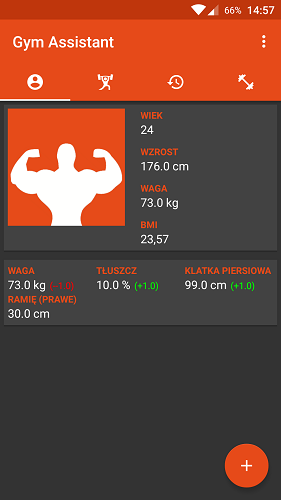 66% 14:57
Gym Assistant
WIEK
24
WZROST
176.0 cm
WAGA
73.0 kg
BMI
23,57
WAGA TŁUSZCZ KLATKA PIERSIOWA
73.0 kg (-1.0) 10.0 % (+1.0) 99.0 cm (+1.0)
RAMIĘ (PRAWE)
30.0 cm